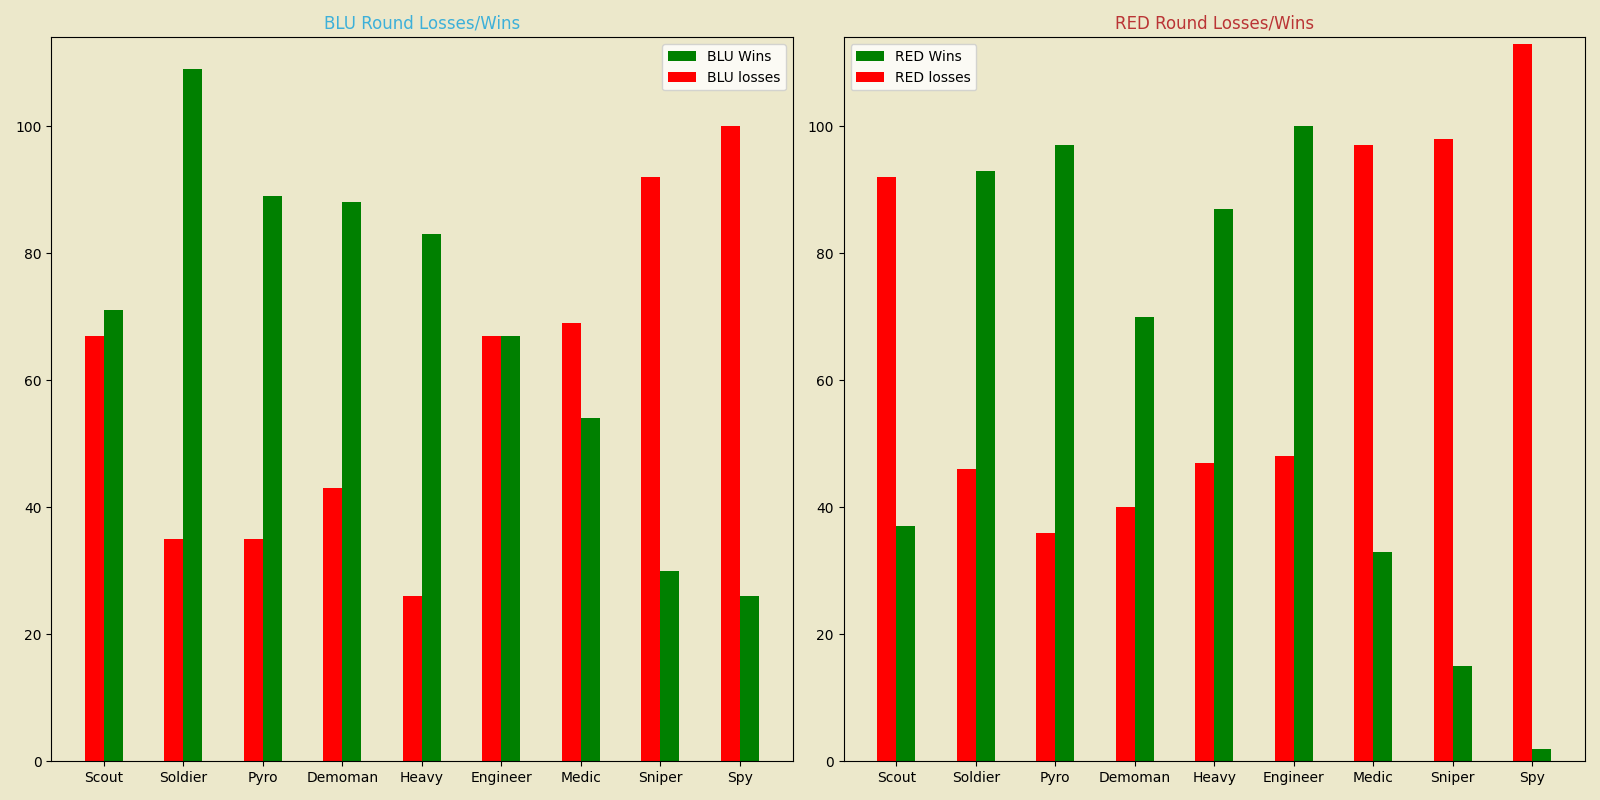 BLU Round Losses/Wins
BLU Wins
BLU losses
100
80
60
40
20
0
Scout Soldier Pyro Demoman Heavy Engineer Medic Sniper Spy
RED Round Losses/Wins
RED Wins
RED losses
100
80
60
40
20
0
Scout Soldier Pyro Demoman Heavy Engineer Medic Sniper Spy